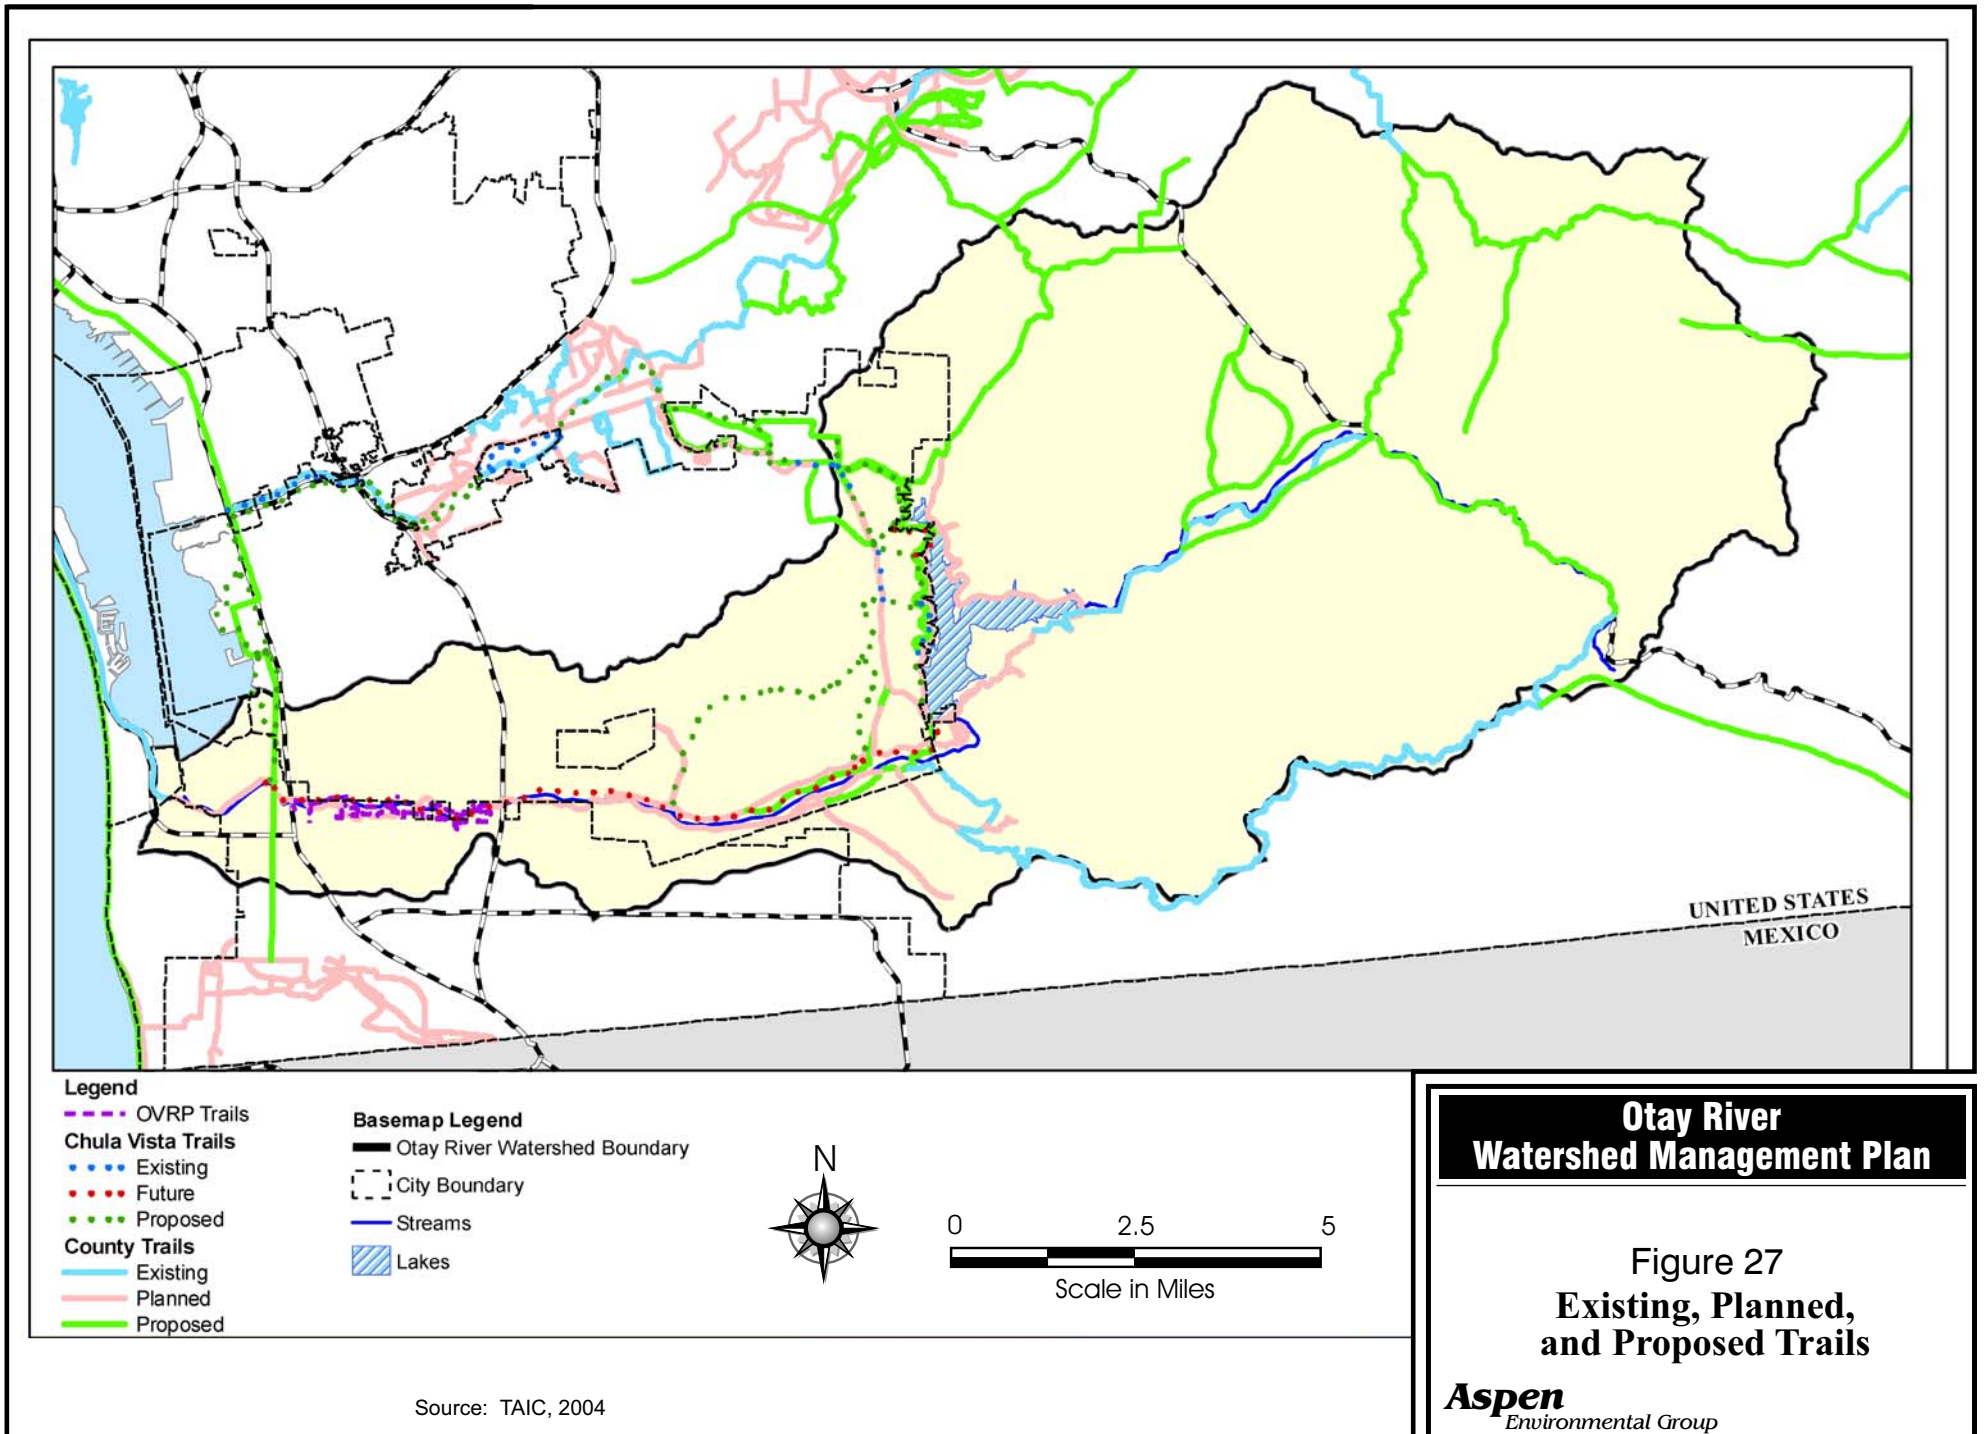 UNITED STATES
MEXICO
Legend
OVRP Trails
Chula Vista Trails
Existing
Future
Proposed
County Trails
Existing
Planned
Proposed
Basemap Legend
Otay River Watershed Boundary
City Boundary
Streams
Lakes
N
0 2.5 5
Scale in Miles
Otay River
Watershed Management Plan
Figure 27
Existing, Planned,
and Proposed Trails
Aspen
Environmental Group
Source: TAIC, 2004